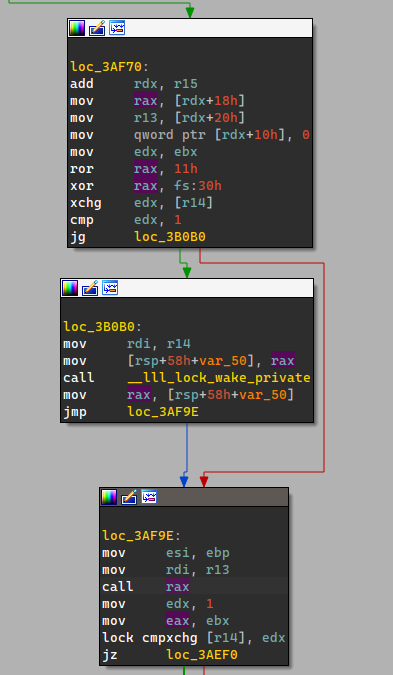 loc_3AF70:
add rdx, r15
mov rax, [rdx+18h]
mov r13, [rdx+20h]
mov qword ptr [rdx+10h], 0
mov edx, ebx
ror rax, 11h
xor rax, fs:30h
xchg edx, [r14]
cmp edx, 1
jg loc_3B0B0
loc_3B0B0:
mov rdi, r14
mov [rsp+58h+var_50], rax
call __lll_lock_wake_private
mov rax, [rsp+58h+var_50]
jmp loc_3AF9E
loc_3AF9E:
mov esi, ebp
mov rdi, r13
call rax
mov edx, 1
mov eax, ebx
lock cmpxchg [r14], edx
jz loc_3AEF0